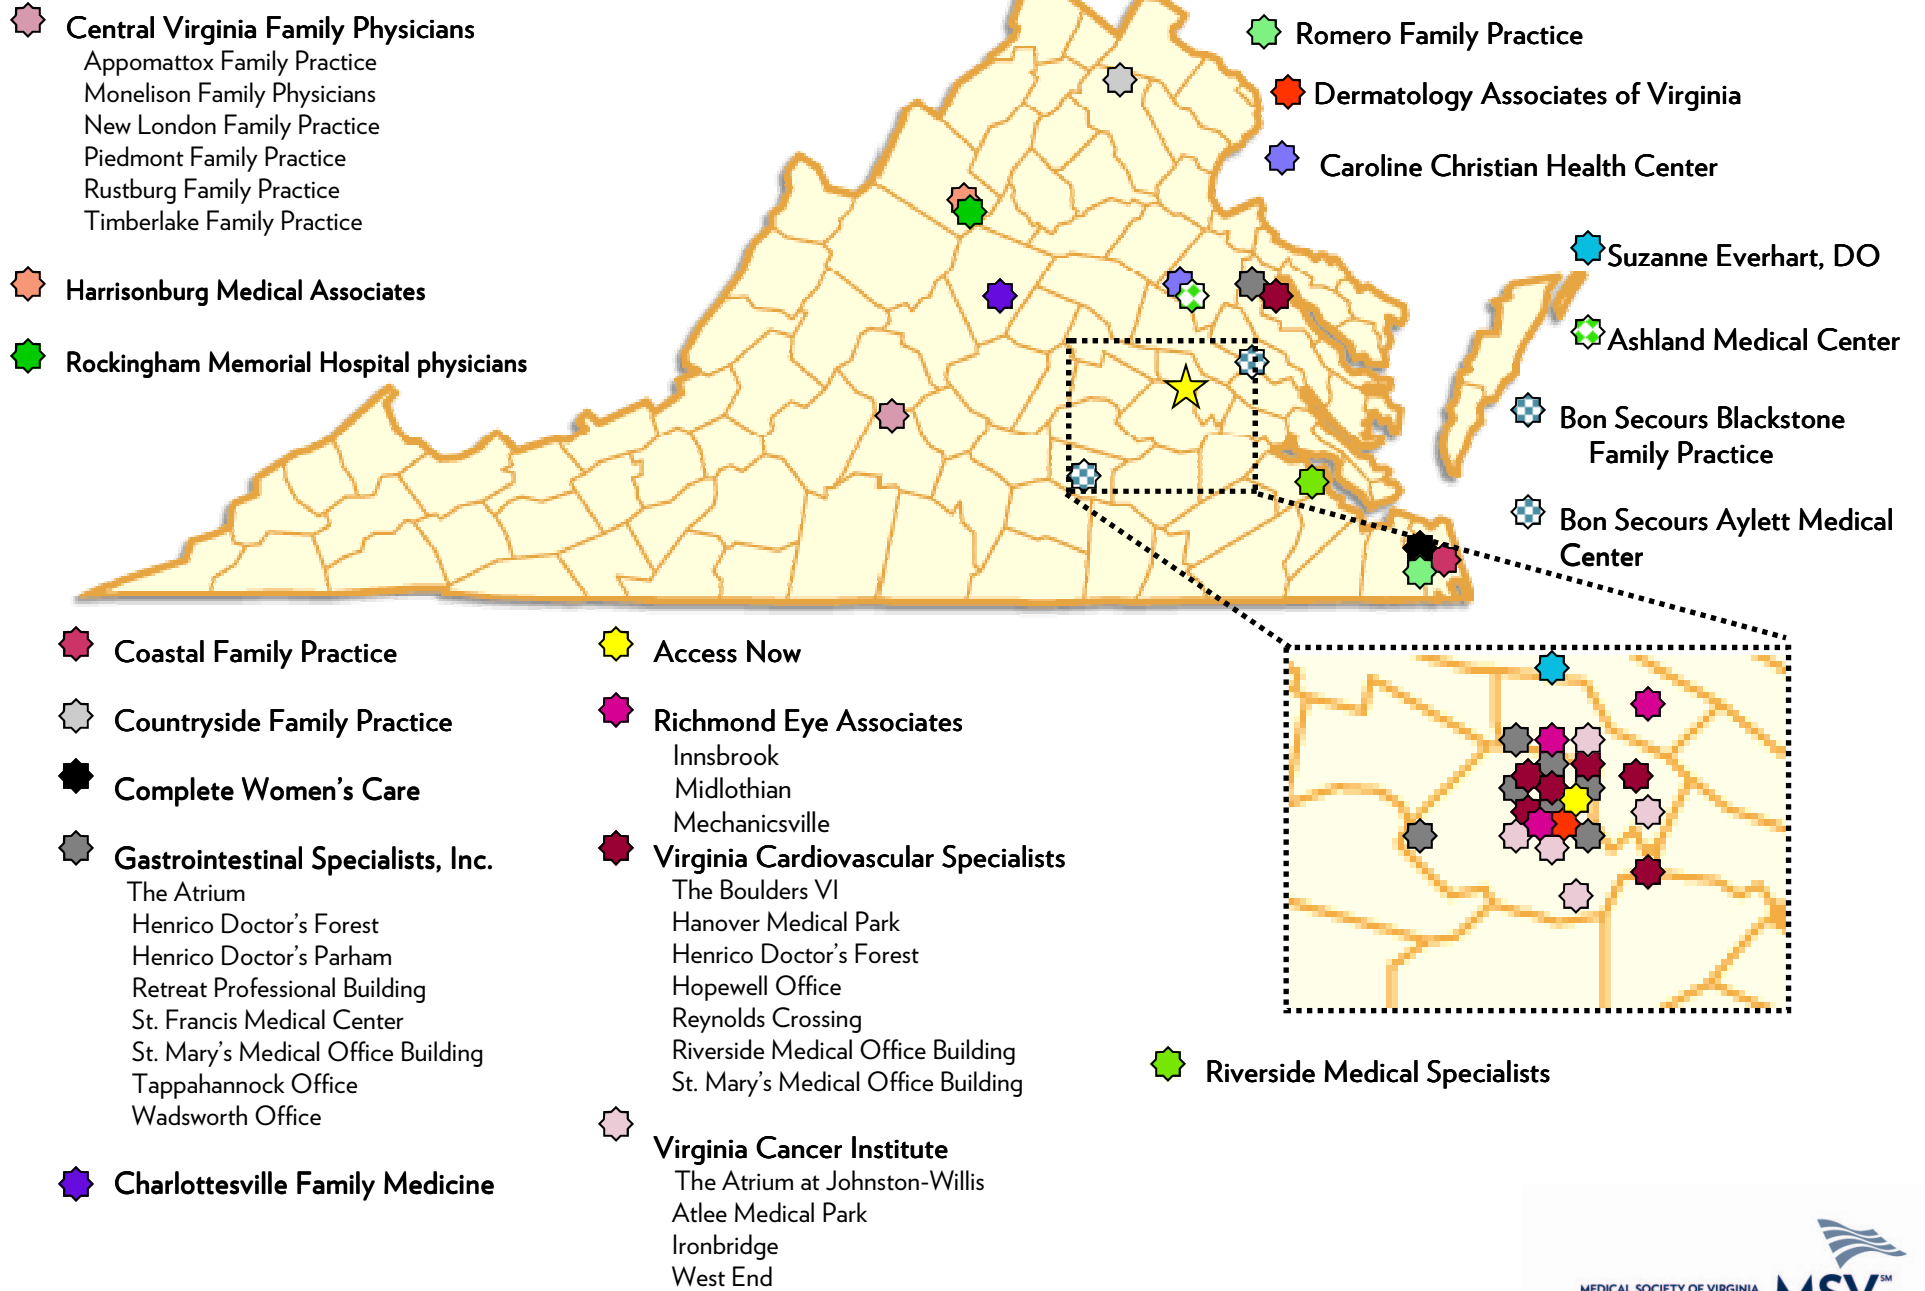 Central Virginia Family Physicians
Appomattox Family Practice
Monelison Family Physicians
New London Family Practice
Piedmont Family Practice
Rustburg Family Practice
Timberlake Family Practice
Harrisonburg Medical Associates
Rockingham Memorial Hospital physicians
Romero Family Practice
Dermatology Associates of Virginia
Caroline Christian Health Center
Suzanne Everhart, DO
Ashland Medical Center
Bon Secours Blackstone
Family Practice
Bon Secours Aylett Medical
Center
Coastal Family Practice
Countryside Family Practice
Complete Women's Care
Gastrointestinal Specialists, Inc.
The Atrium
Henrico Doctor's Forest
Henrico Doctor's Parham
Retreat Professional Building
St. Francis Medical Center
St. Mary's Medical Office Building
Tappahannock Office
Wadsworth Office
Charlottesville Family Medicine
Access Now
Richmond Eye Associates
Innsbrook
Midlothian
Mechanicsville
Virginia Cardiovascular Specialists
The Boulders VI
Hanover Medical Park
Henrico Doctor's Forest
Hopewell Office
Reynolds Crossing
Riverside Medical Office Building
St. Mary's Medical Office Building
Virginia Cancer Institute
The Atrium at Johnston-Willis
Atlee Medical Park
Ironbridge
West End
Riverside Medical Specialists
MEDICAL SOCIETY OF VIRGINIA MSV SM